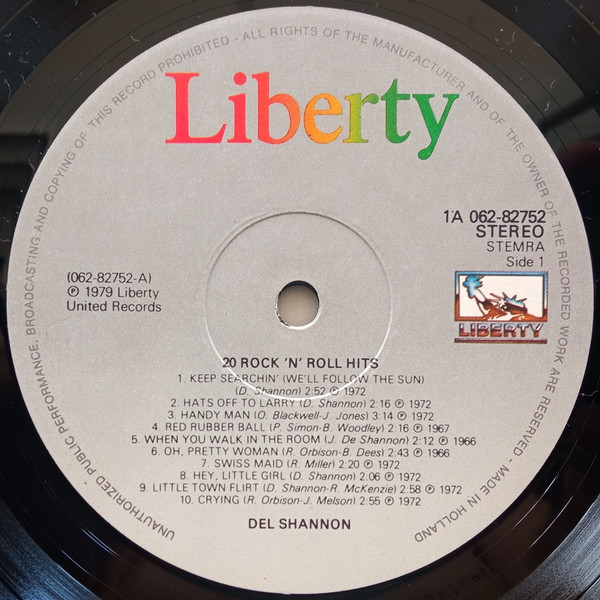 UNAUTHORIZED PUBLIC PERFORMANCE, BROADCASTING AND COPYING OF THIS RECORD PROHIBITED - ALL RIGHTS OF THE MANUFACTURER AND OF THE OWNER OF THE RECORDED WORK ARE RESERVED - MADE IN HOLLAND
Liberty
1A 062-82752
STEREO
STEMRA
Side 1
LIBERTY
(062-82752-A)
℗ 1979 Liberty
United Records
20 ROCK 'N' ROLL HITS
1. KEEP SEARCHIN' (WE'LL FOLLOW THE SUN)
(D. Shannon) 2:52 ℗ 1972
2. HATS OFF TO LARRY (D. Shannon) 2:16 ℗ 1972
3. HANDY MAN (O. Blackwell-J. Jones) 3:14 ℗ 1972
4. RED RUBBER BALL (P. Simon-B. Woodley) 2:16 ℗ 1967
5. WHEN YOU WALK IN THE ROOM (J. De Shannon) 2:12 ℗ 1966
6. OH, PRETTY WOMAN (R. Orbison-B. Dees) 2:43 ℗ 1966
7. SWISS MAID (R. Miller) 2:20 ℗ 1972
8. HEY, LITTLE GIRL (D. Shannon) 2:06 ℗ 1972
9. LITTLE TOWN FLIRT (D. Shannon-R. McKenzie) 2:58 ℗ 1972
10. CRYING (R. Orbison-J. Melson) 2:55 ℗ 1972
DEL SHANNON